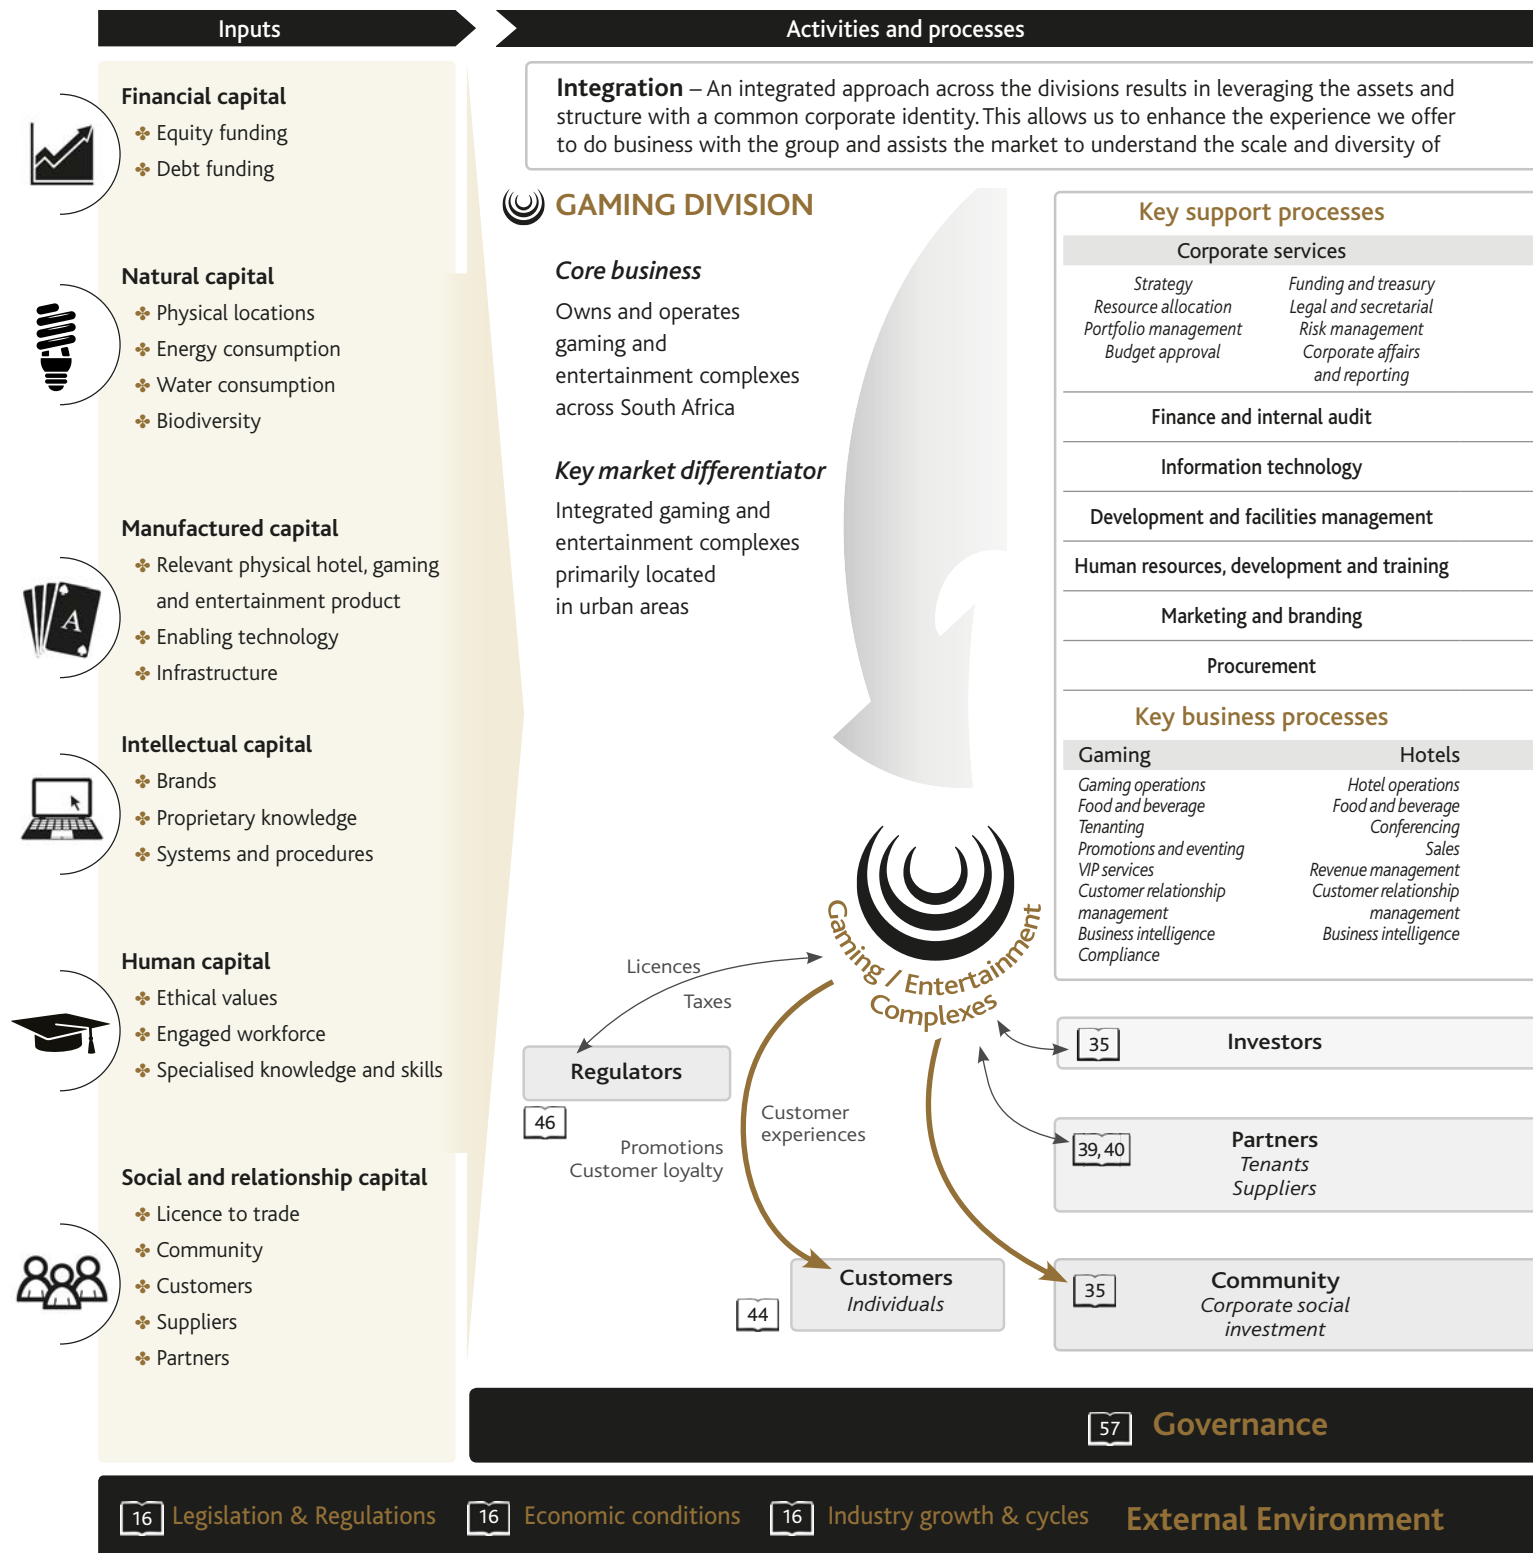 Inputs
Activities and processes
Financial capital
Equity funding
Debt funding
Natural capital
Physical locations
Energy consumption
Water consumption
Biodiversity
Manufactured capital
Relevant physical hotel, gaming
and entertainment product
Enabling technology
Infrastructure
A
Intellectual capital
Brands
Proprietary knowledge
Systems and procedures
Human capital
Ethical values
Engaged workforce
Specialised knowledge and skills
Social and relationship capital
Licence to trade
Community
Customers
Suppliers
Partners
Integration – An integrated approach across the divisions results in leveraging the assets and
structure with a common corporate identity. This allows us to enhance the experience we offer
to do business with the group and assists the market to understand the scale and diversity of
GAMING DIVISION
Core business
Owns and operates
gaming and
entertainment complexes
across South Africa
Key market differentiator
Integrated gaming and
entertainment complexes
primarily located
in urban areas
Key support processes
Corporate services
Strategy
Resource allocation
Portfolio management
Budget approval
Funding and treasury
Legal and secretarial
Risk management
Corporate affairs
and reporting
Finance and internal audit
Information technology
Development and facilities management
Human resources, development and training
Marketing and branding
Procurement
Key business processes
Gaming
Gaming operations
Food and beverage
Tenanting
Promotions and eventing
VIP services
Customer relationship
management
Business intelligence
Compliance
Hotels
Hotel operations
Food and beverage
Conferencing
Sales
Revenue management
Customer relationship
management
Business intelligence
Gaming / Entertainment
Complexes
Licences
Taxes
Regulators
46
Promotions
Customer loyalty
Customer
experiences
Customers
Individuals
44
35
Investors
39, 40
Partners
Tenants
Suppliers
35
Community
Corporate social
investment
57 Governance
16 Legislation & Regulations
16 Economic conditions
16 Industry growth & cycles
External Environment